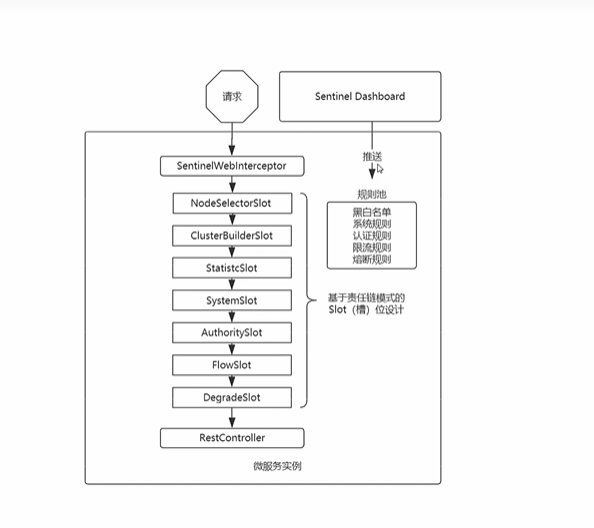 请求
Sentinel Dashboard
SentinelWebInterceptor
推送
NodeSelectorSlot
规则池
ClusterBuilderSlot
黑白名单
系统规则
认证规则
限流规则
熔断规则
StatistcSlot
SystemSlot
基于责任链模式的
Slot（槽）位设计
AuthoritySlot
FlowSlot
DegradeSlot
RestController
微服务实例